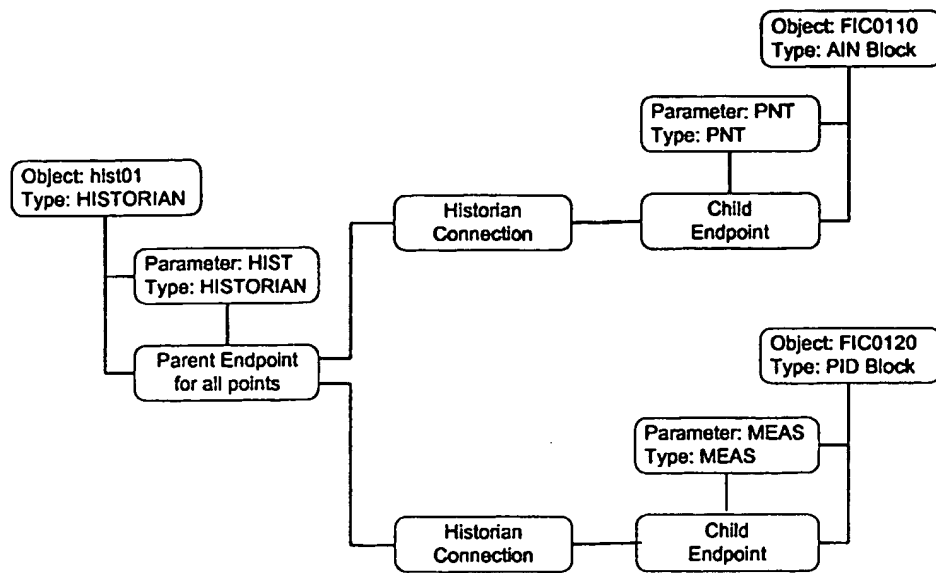 Object: FIC0110
Type: AIN Block
Parameter: PNT
Type: PNT
Object: hist01
Type: HISTORIAN
Historian
Connection
Child
Endpoint
Parameter: HIST
Type: HISTORIAN
Parent Endpoint
for all points
Object: FIC0120
Type: PID Block
Parameter: MEAS
Type: MEAS
Historian
Connection
Child
Endpoint